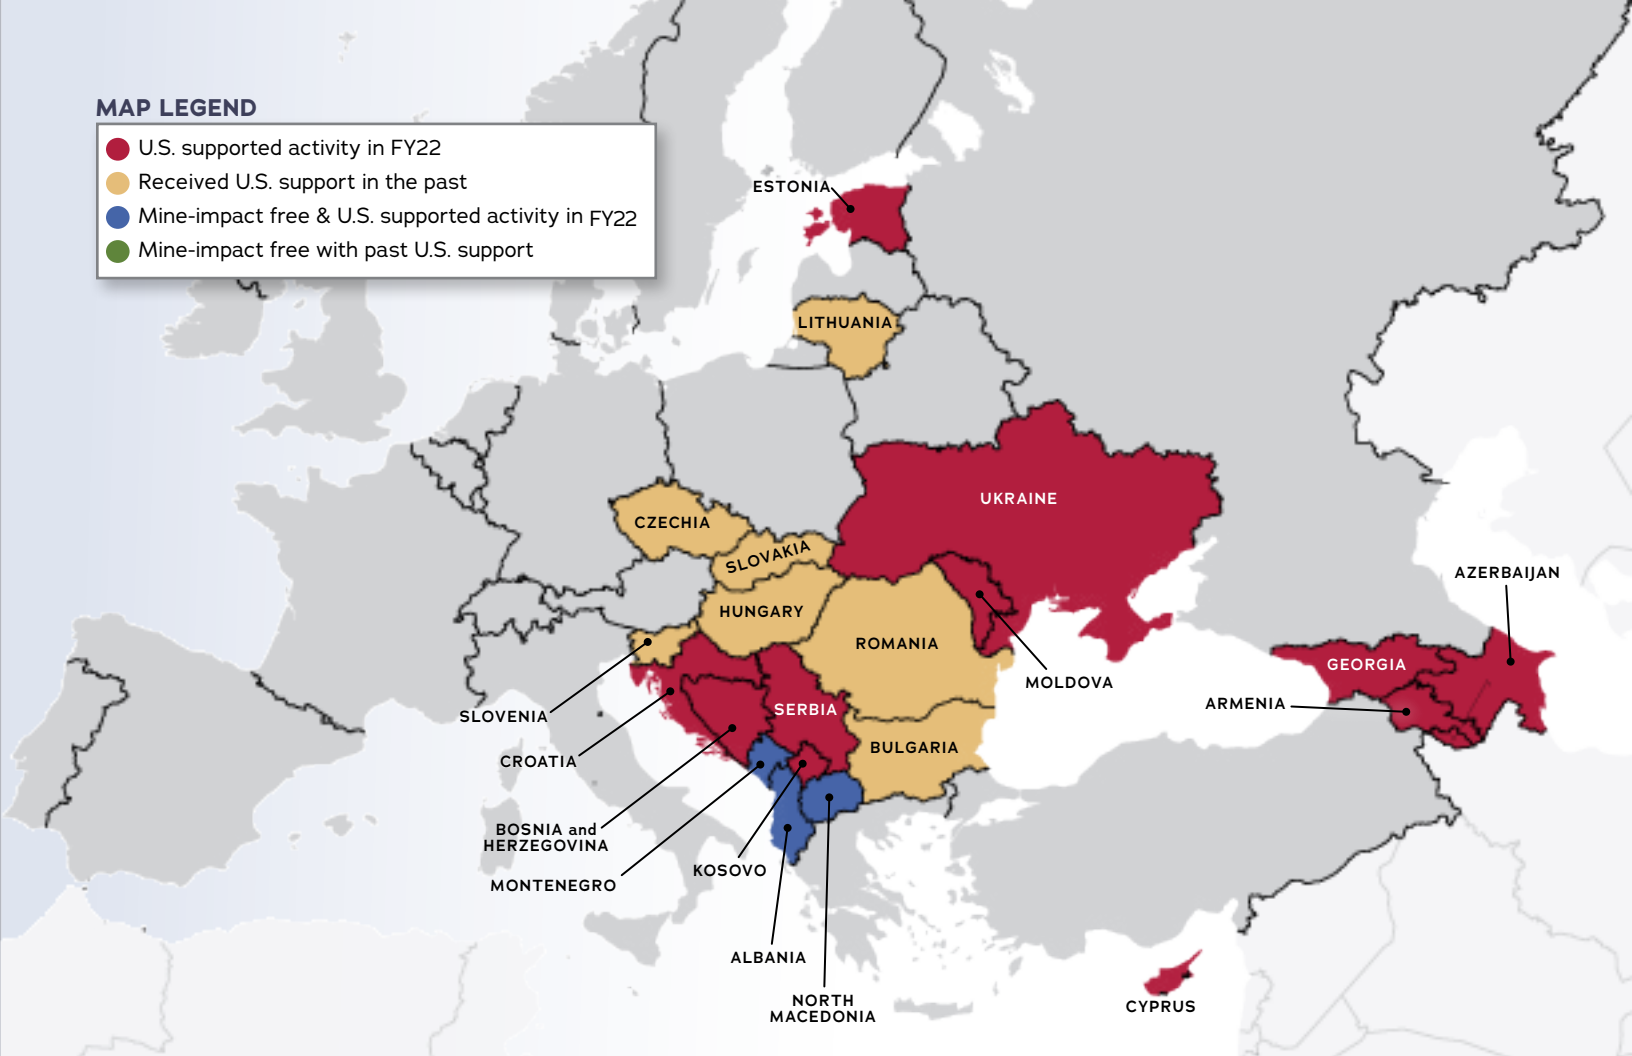 MAP LEGEND
U.S. supported activity in FY22
Received U.S. support in the past
Mine-impact free & U.S. supported activity in FY22
Mine-impact free with past U.S. support
ESTONIA
LITHUANIA
UKRAINE
CZECHIA
SLOVAKIA
AZERBAIJAN
HUNGARY
ROMANIA
GEORGIA
MOLDOVA
ARMENIA
SERBIA
SLOVENIA
BULGARIA
CROATIA
BOSNIA and
HERZEGOVINA
KOSOVO
MONTENEGRO
ALBANIA
NORTH
MACEDONIA
CYPRUS